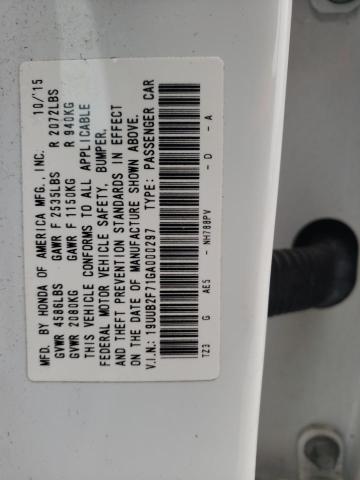 MFD. BY HONDA OF AMERICA MFG., INC. 10/'15
GVWR 4586LBS GAWR F 2535LBS R 2072LBS
GVWR 2080KG GAWR F 1150KG R 940KG
THIS VEHICLE CONFORMS TO ALL APPLICABLE
FEDERAL MOTOR VEHICLE SAFETY, BUMPER,
AND THEFT PREVENTION STANDARDS IN EFFECT
ON THE DATE OF MANUFACTURE SHOWN ABOVE.
V.I.N.: 19UUB2F71GA000297 TYPE: PASSENGER CAR
TZ3 G AE5 - NH788PV - D - A